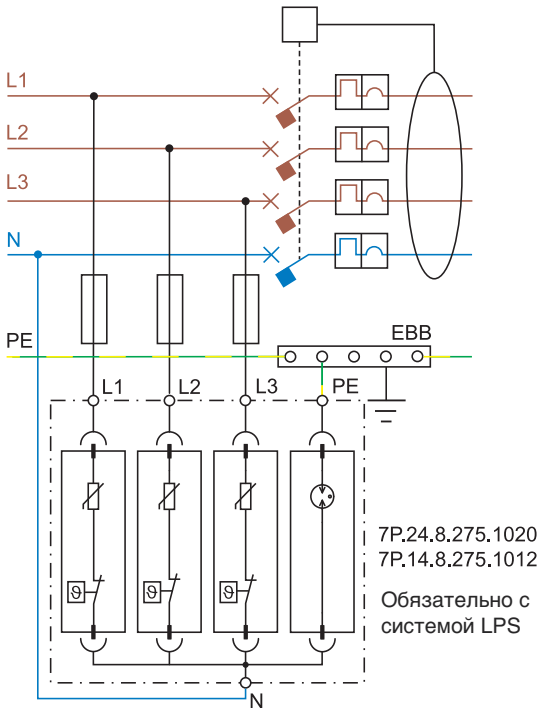 L1
L2
L3
N
PE
EBB
L1
L2
L3
PE
7P.24.8.275.1020
7P.14.8.275.1012
ϑ
ϑ
ϑ
Обязательно с
системой LPS
N